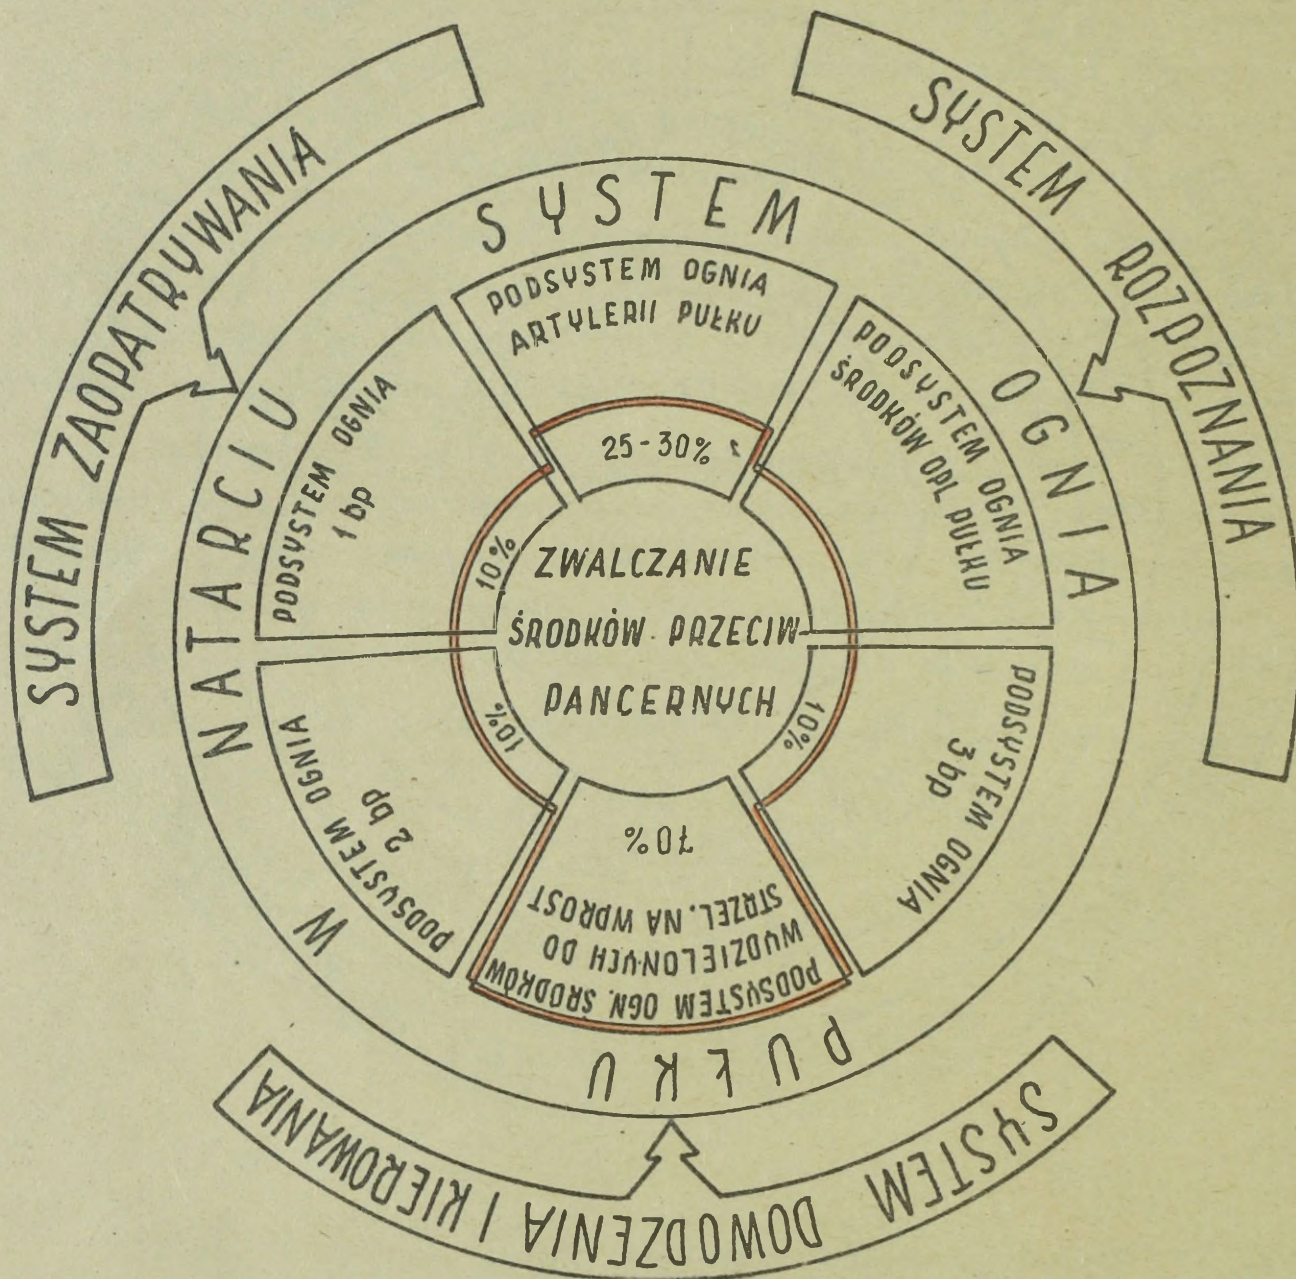 SYSTEM ZAOPATRYWANIA
SYSTEM ROZPOZNANIA
SYSTEM OGNIA PUŁKU W NATARCIU
PODSYSTEM OGNIA
ARTYLERII PUŁKU
25-30%
PODSYSTEM OGNIA
ŚRODKÓW OPL PUŁKU
PODSYSTEM OGNIA
3 bp
10%
70%
PODSYSTEM OGN. ŚRODKÓW
WYDZIELONYCH DO
STRZEL. NA WPROST
PODSYSTEM OGNIA
2 bp
10%
PODSYSTEM OGNIA
1 bp
10%
ZWALCZANIE
ŚRODKÓW PRZECIW-
PANCERNYCH
SYSTEM DOWODZENIA I KIEROWANIA